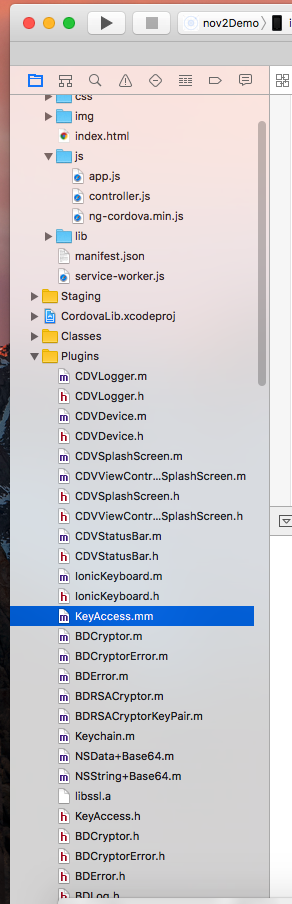 nov2Demo
css
img
index.html
js
app.js
controller.js
ng-cordova.min.js
lib
manifest.json
service-worker.js
Staging
CordovaLib.xcodeproj
Classes
Plugins
CDVLogger.m
CDVLogger.h
CDVDevice.m
CDVDevice.h
CDVSplashScreen.m
CDVViewContr...SplashScreen.m
CDVSplashScreen.h
CDVViewContr...SplashScreen.h
CDVStatusBar.m
CDVStatusBar.h
IonicKeyboard.m
IonicKeyboard.h
KeyAccess.mm
BDCryptor.m
BDCryptorError.m
BDError.m
BDRSACryptor.m
BDRSACryptorKeyPair.m
Keychain.m
NSData+Base64.m
NSString+Base64.m
libssl.a
KeyAccess.h
BDCryptor.h
BDCryptorError.h
BDError.h
BDLog.h